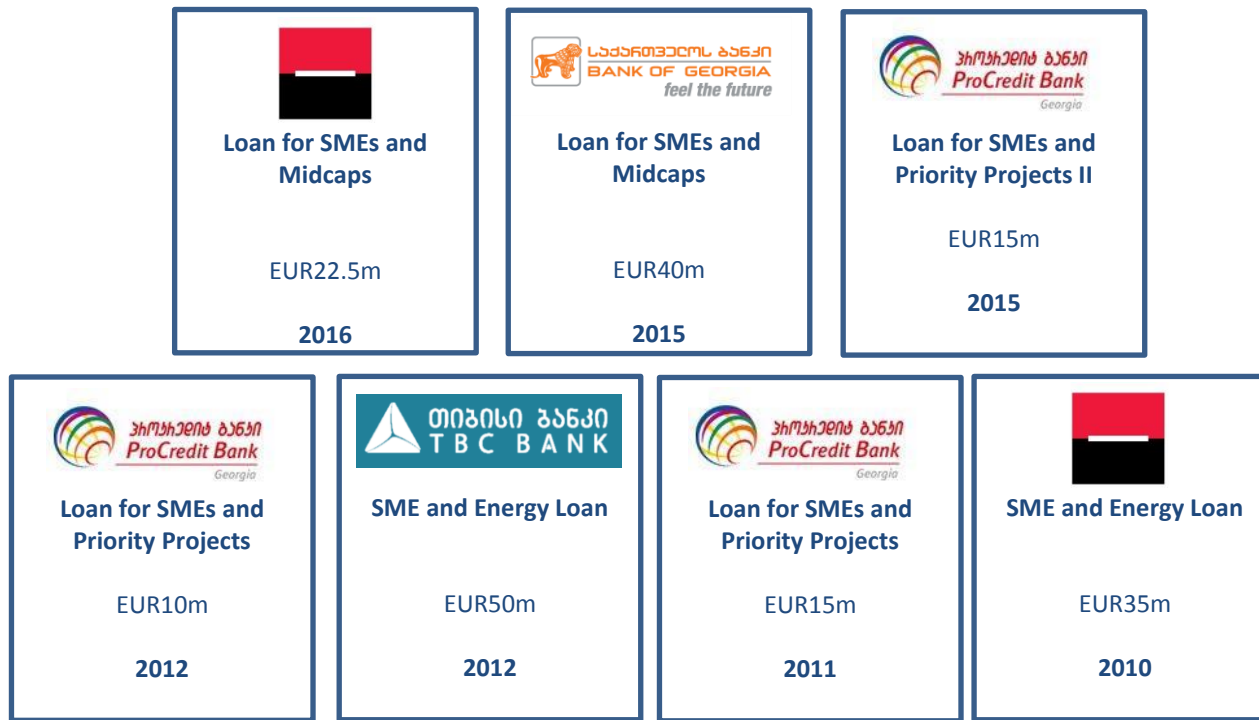 საქართველოს ბანკი
BANK OF GEORGIA
feel the future
პროკრედიტ ბანკი
ProCredit Bank
Georgia
Loan for SMEs and
Midcaps
EUR22.5m
2016
Loan for SMEs and
Midcaps
EUR40m
2015
Loan for SMEs and
Priority Projects II
EUR15m
2015
პროკრედიტ ბანკი
ProCredit Bank
Georgia
Loan for SMEs and
Priority Projects
EUR10m
2012
თიბისი ბანკი
TBC BANK
SME and Energy Loan
EUR50m
2012
პროკრედიტ ბანკი
ProCredit Bank
Georgia
Loan for SMEs and
Priority Projects
EUR15m
2011
SME and Energy Loan
EUR35m
2010